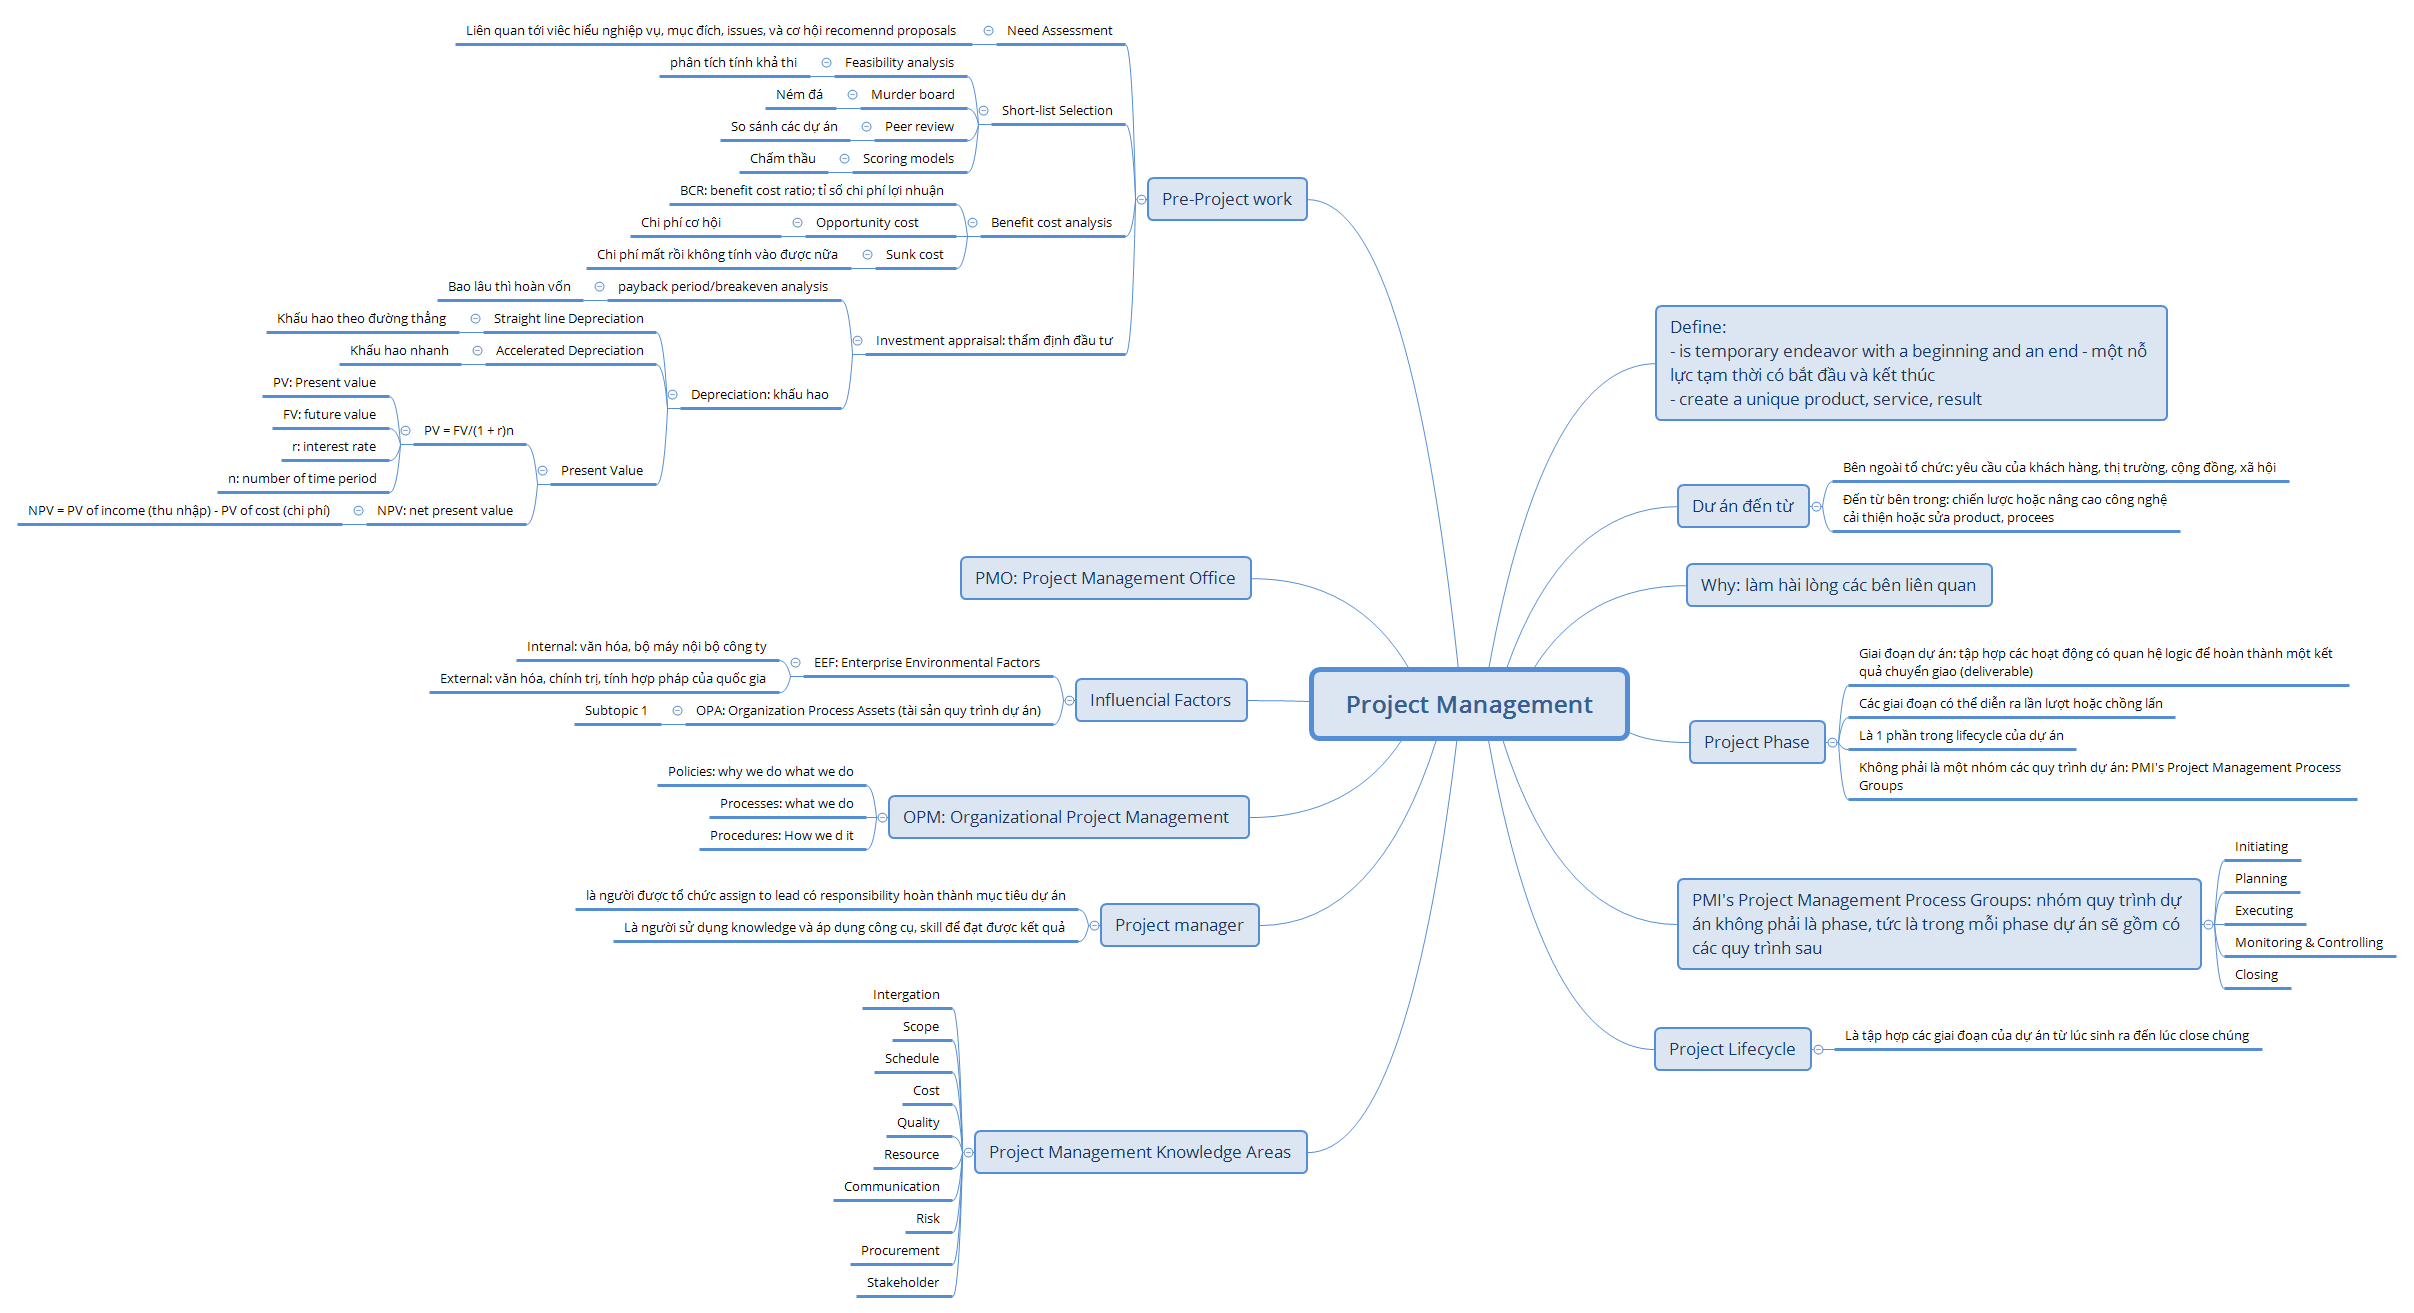 Project Management
Pre-Project work
Need Assessment
Liên quan tới viêc hiểu nghiệp vụ, mục đích, issues, và cơ hội recomennd proposals
Short-list Selection
Feasibility analysis
phân tích tính khả thi
Murder board
Ném đá
Peer review
So sánh các dự án
Scoring models
Chấm thầu
Benefit cost analysis
BCR: benefit cost ratio; tỉ số chi phí lợi nhuận
Opportunity cost
Chi phí cơ hội
Sunk cost
Chi phí mất rồi không tính vào được nữa
Investment appraisal: thẩm định đầu tư
payback period/breakeven analysis
Bao lâu thì hoàn vốn
Depreciation: khấu hao
Straight line Depreciation
Khấu hao theo đường thẳng
Accelerated Depreciation
Khấu hao nhanh
Present Value
PV = FV/(1 + r)n
PV: Present value
FV: future value
r: interest rate
n: number of time period
NPV: net present value
NPV = PV of income (thu nhập) - PV of cost (chi phí)
PMO: Project Management Office
Influencial Factors
EEF: Enterprise Environmental Factors
Internal: văn hóa, bộ máy nội bộ công ty
External: văn hóa, chính trị, tính hợp pháp của quốc gia
OPA: Organization Process Assets (tài sản quy trình dự án)
Subtopic 1
OPM: Organizational Project Management
Policies: why we do what we do
Processes: what we do
Procedures: How we d it
Project manager
là người được tổ chức assign to lead có responsibility hoàn thành mục tiêu dự án
Là người sử dụng knowledge và áp dụng công cụ, skill để đạt được kết quả
Project Management Knowledge Areas
Intergation
Scope
Schedule
Cost
Quality
Resource
Communication
Risk
Procurement
Stakeholder
Define:
- is temporary endeavor with a beginning and an end - một nỗ
lực tạm thời có bắt đầu và kết thúc
- create a unique product, service, result
Dự án đến từ
Bên ngoài tổ chức: yêu cầu của khách hàng, thị trường, cộng đồng, xã hội
Đến từ bên trong: chiến lược hoặc nâng cao công nghệ
cải thiện hoặc sửa product, procees
Why: làm hài lòng các bên liên quan
Project Phase
Giai đoạn dự án: tập hợp các hoạt động có quan hệ logic để hoàn thành một kết
quả chuyển giao (deliverable)
Các giai đoạn có thể diễn ra lần lượt hoặc chồng lấn
Là 1 phần trong lifecycle của dự án
Không phải là một nhóm các quy trình dự án: PMI's Project Management Process
Groups
PMI's Project Management Process Groups: nhóm quy trình dự
án không phải là phase, tức là trong mỗi phase dự án sẽ gồm có
các quy trình sau
Initiating
Planning
Executing
Monitoring & Controlling
Closing
Project Lifecycle
Là tập hợp các giai đoạn của dự án từ lúc sinh ra đến lúc close chúng